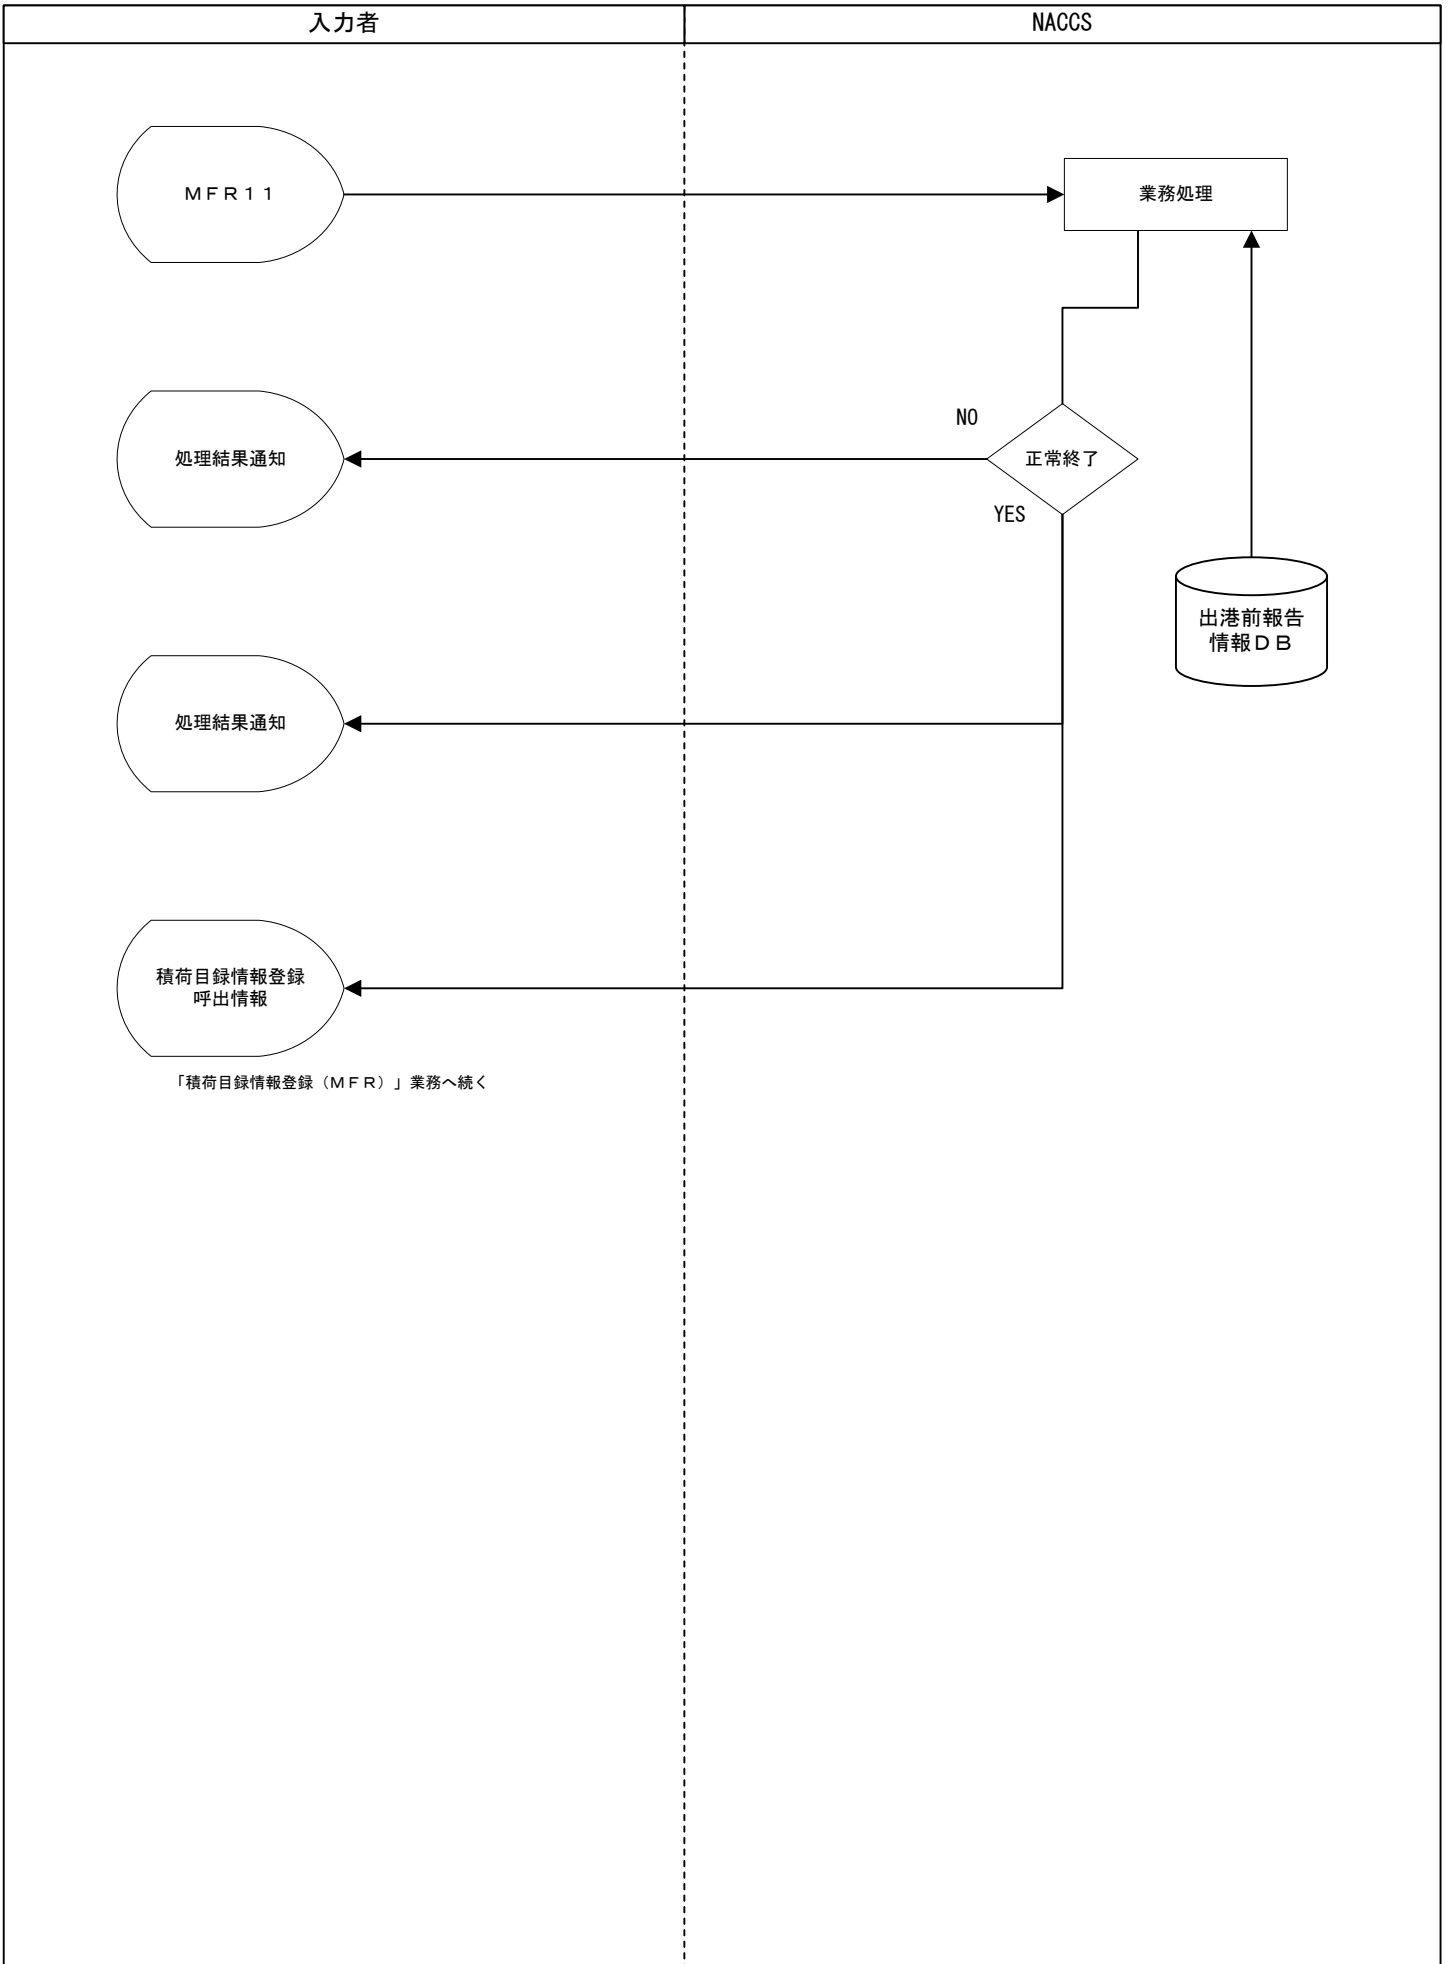 入力者
NACCS
ＭＦＲ１１
業務処理
NO
処理結果通知
正常終了
YES
出港前報告
情報ＤＢ
処理結果通知
積荷目録情報登録
呼出情報
「積荷目録情報登録（ＭＦＲ）」業務へ続く